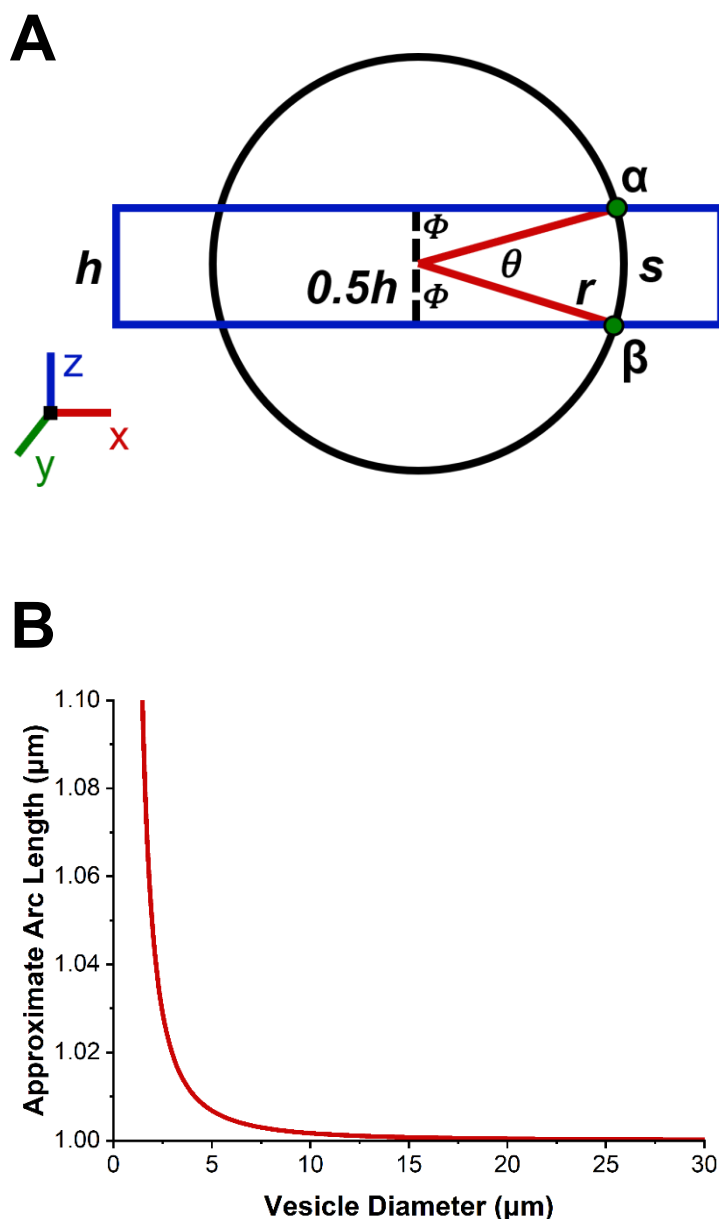 A
α
Φ
h
θ
s
0.5h
r
Φ
β
z
x
y
B
Approximate Arc Length (µm)
1.10
1.08
1.06
1.04
1.02
1.00
0
5
10
15
20
25
30
Vesicle Diameter (µm)